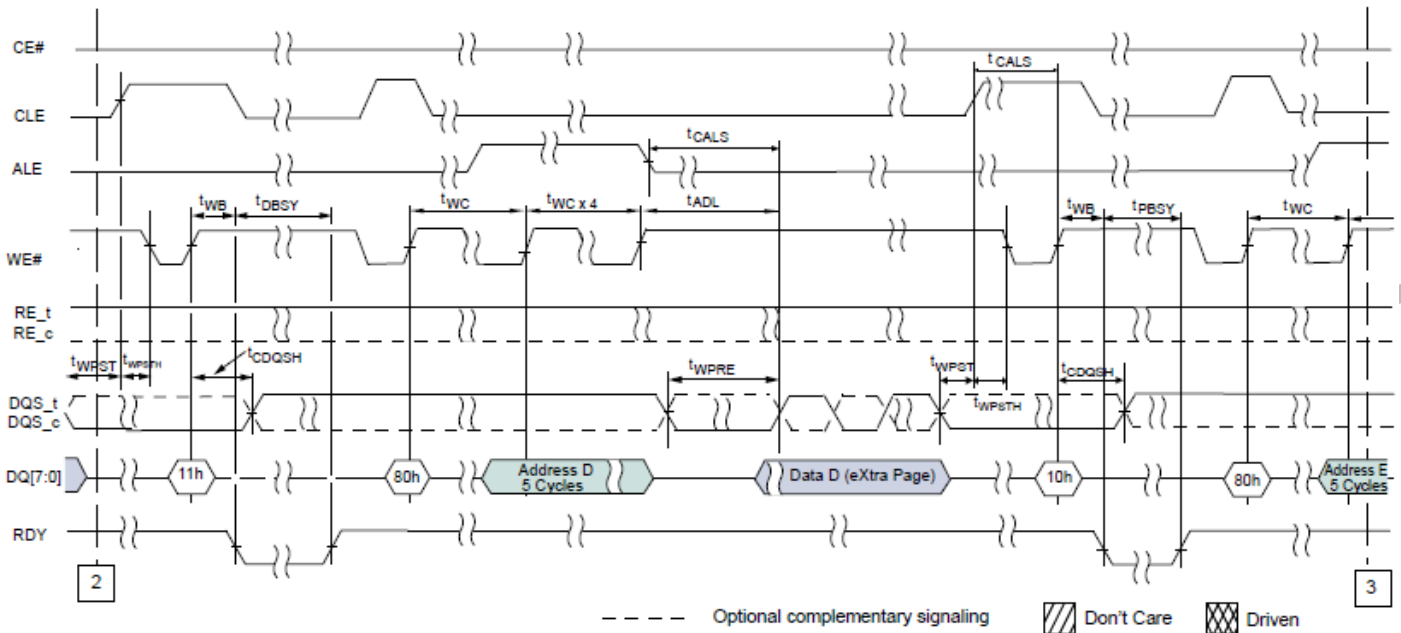 CE#
tCALS
CLE
tCALS
ALE
tWB tDBSY tWC tWC x 4 tADL tWB tPBSY tWC
WE#
RE_t
RE_c
tWPST tWPSTH tCDQSH tWPRE tWPST tWPSTH tCDQSH
DQS_t
DQS_c
DQ[7:0] 11h 80h Address D 5 Cycles Data D (eXtra Page) 10h 80h Address E 5 Cycles
RDY
2 3
Optional complementary signaling Don't Care Driven